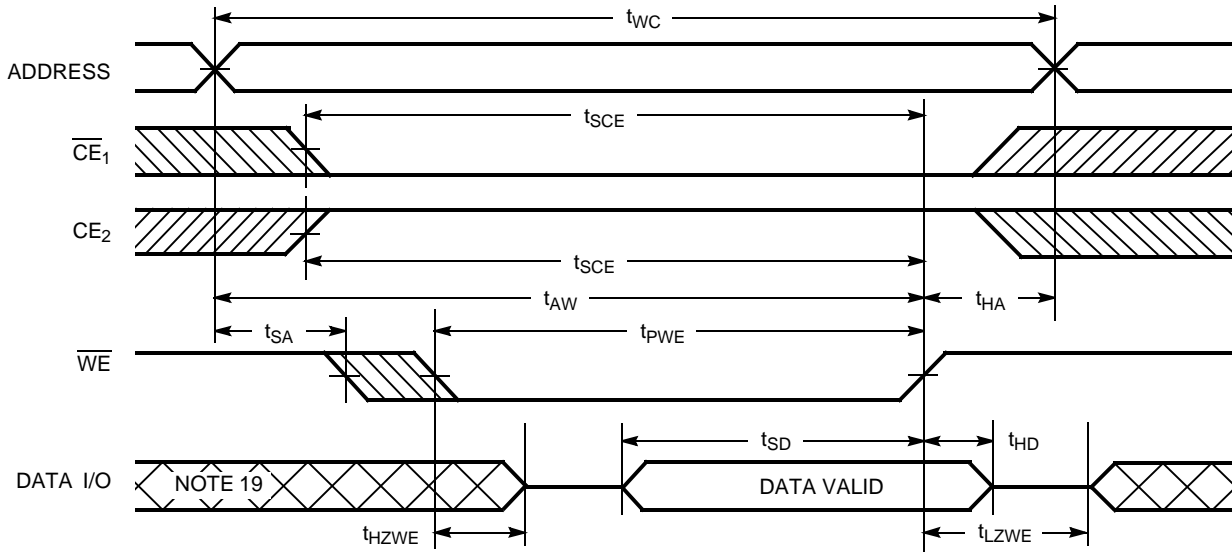 tWC
ADDRESS
tSCE
CE1
CE2
tSCE
tAW
tHA
tSA
tPWE
WE
tSD
tHD
DATA I/O
NOTE 19
DATA VALID
tHZWE
tLZWE